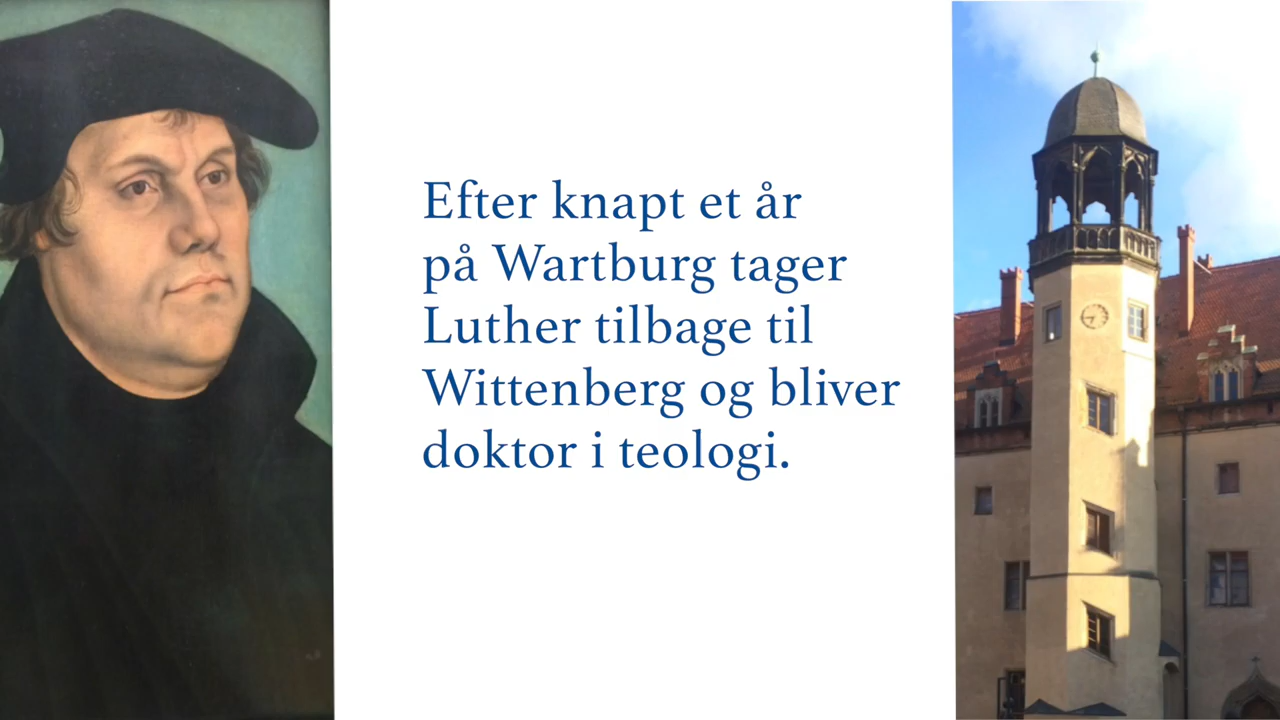 Efter knapt et år
på Wartburg tager
Luther tilbage til
Wittenberg og bliver
doktor i teologi.